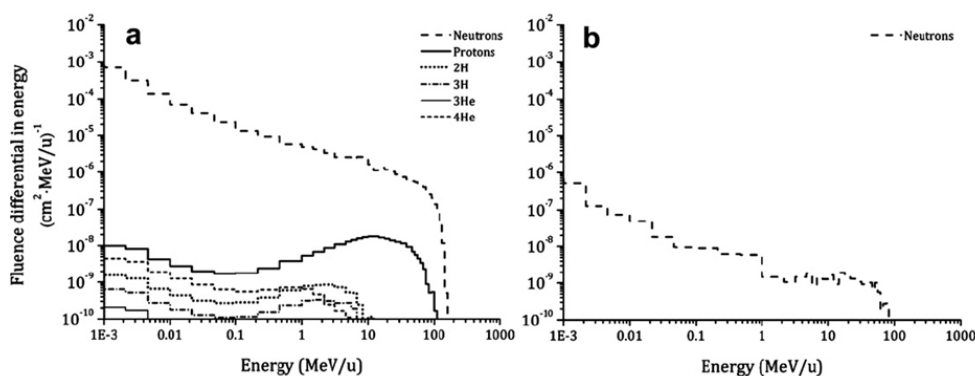 Fluence differential in energy
(cm²·MeV/u)⁻¹
10⁻²
10⁻³
10⁻⁴
10⁻⁵
10⁻⁶
10⁻⁷
10⁻⁸
10⁻⁹
10⁻¹⁰
a
Neutrons
Protons
2H
3H
3He
4He
1E-3 0.01 0.1 1 10 100 1000
Energy (MeV/u)
10⁻²
10⁻³
10⁻⁴
10⁻⁵
10⁻⁶
10⁻⁷
10⁻⁸
10⁻⁹
10⁻¹⁰
b
Neutrons
1E-3 0.01 0.1 1 10 100 1000
Energy (MeV/u)